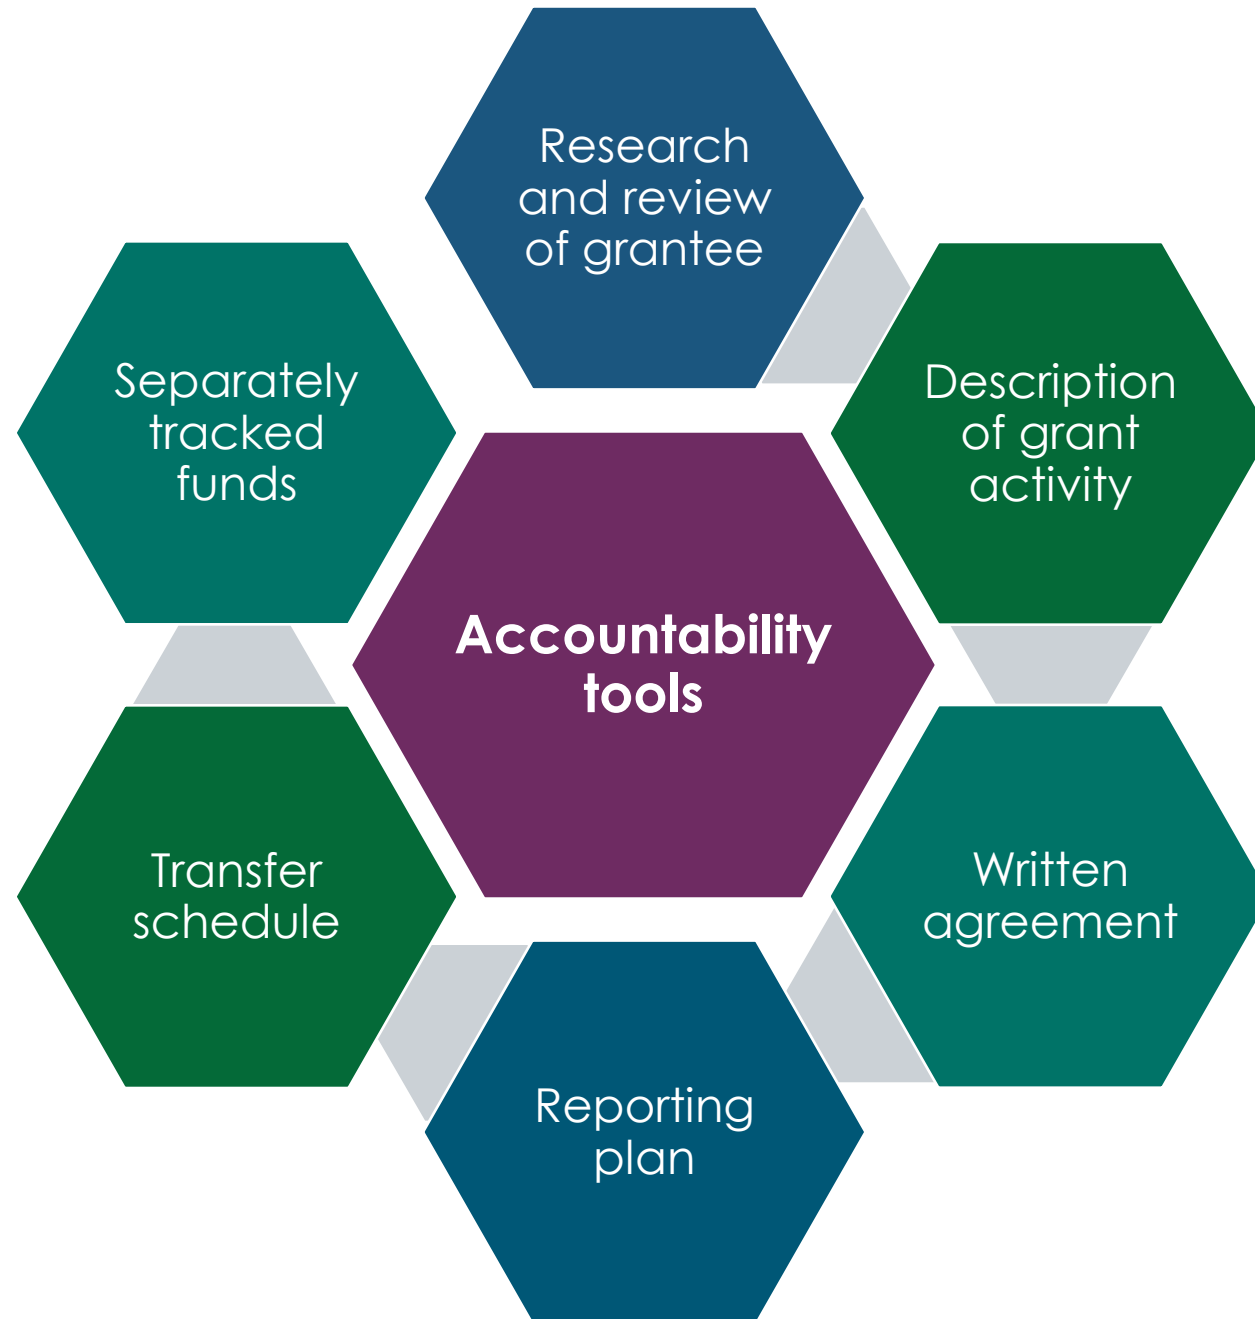 Research
and review
of grantee
Description
of grant
activity
Written
agreement
Reporting
plan
Transfer
schedule
Separately
tracked
funds
Accountability
tools